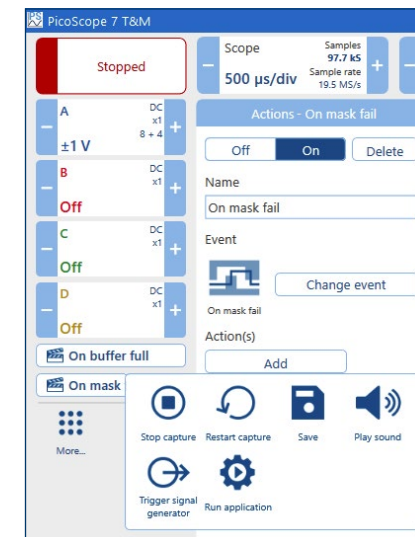 PicoScope 7 T&M
Stopped
Scope
Samples
97.7 kS
500 µs/div
Sample rate
19.5 MS/s
A
DC
x1
8 + 4
±1 V
B
DC
x1
Off
C
DC
x1
Off
D
DC
x1
Off
On buffer full
On mask
More...
Actions - On mask fail
Off
On
Delete
Name
On mask fail
Event
On mask fail
Change event
Action(s)
Add
Stop capture
Restart capture
Save
Play sound
Trigger signal
generator
Run application